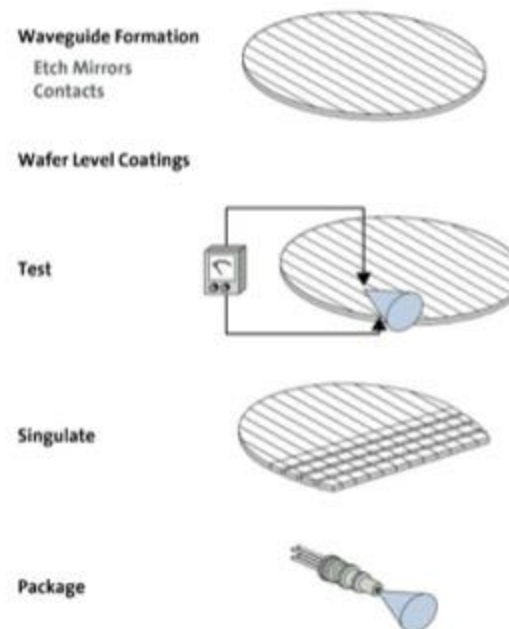 Waveguide Formation
Etch Mirrors
Contacts
Wafer Level Coatings
Test
Singulate
Package